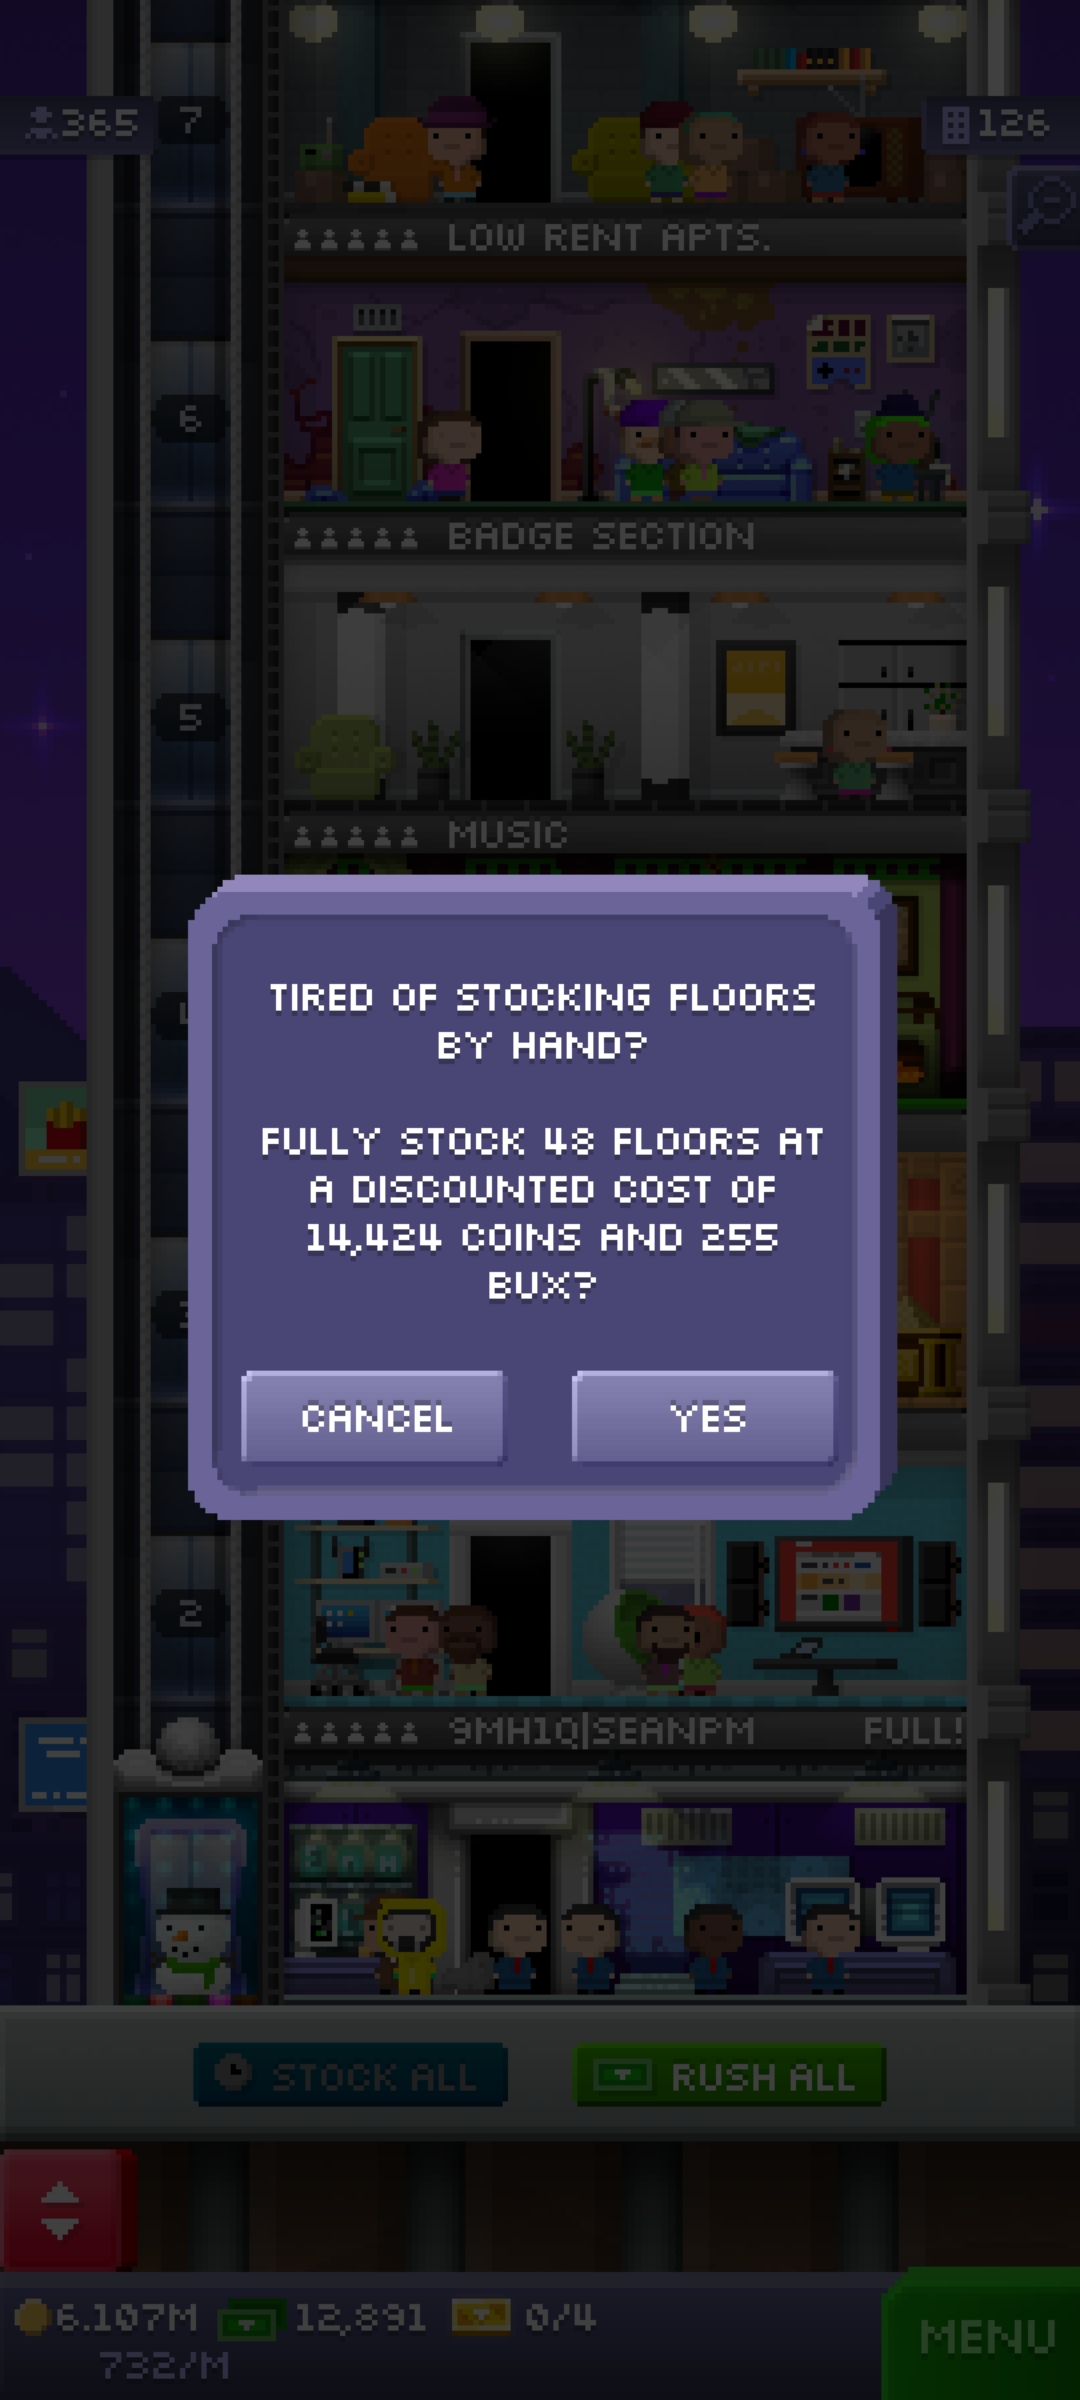 365
7
126
LOW RENT APTS.
6
BADGE SECTION
5
MUSIC
TIRED OF STOCKING FLOORS
BY HAND?
FULLY STOCK 48 FLOORS AT
A DISCOUNTED COST OF
14,424 COINS AND 255
BUX?
CANCEL
YES
2
9MH1Q|SEANPM
FULL!
STOCK ALL
RUSH ALL
6.107M
12,891
0/4
732/M
MENU